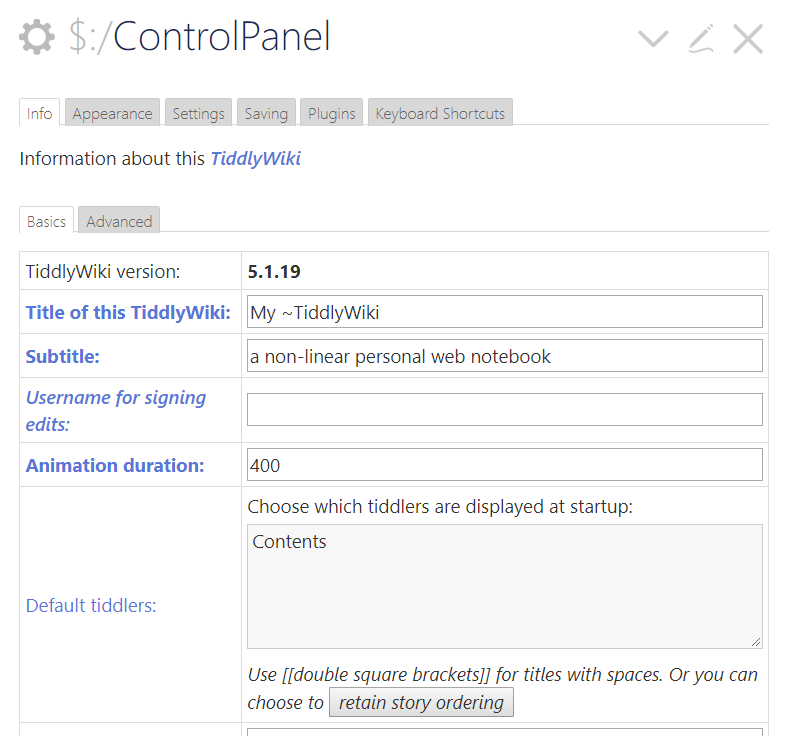 $:/ControlPanel
Info Appearance Settings Saving Plugins Keyboard Shortcuts
Information about this TiddlyWiki
Basics Advanced
TiddlyWiki version: 5.1.19
Title of this TiddlyWiki: My ~TiddlyWiki
Subtitle: a non-linear personal web notebook
Username for signing
edits:
Animation duration: 400
Choose which tiddlers are displayed at startup:
Contents
Default tiddlers:
Use [[double square brackets]] for titles with spaces. Or you can
choose to retain story ordering